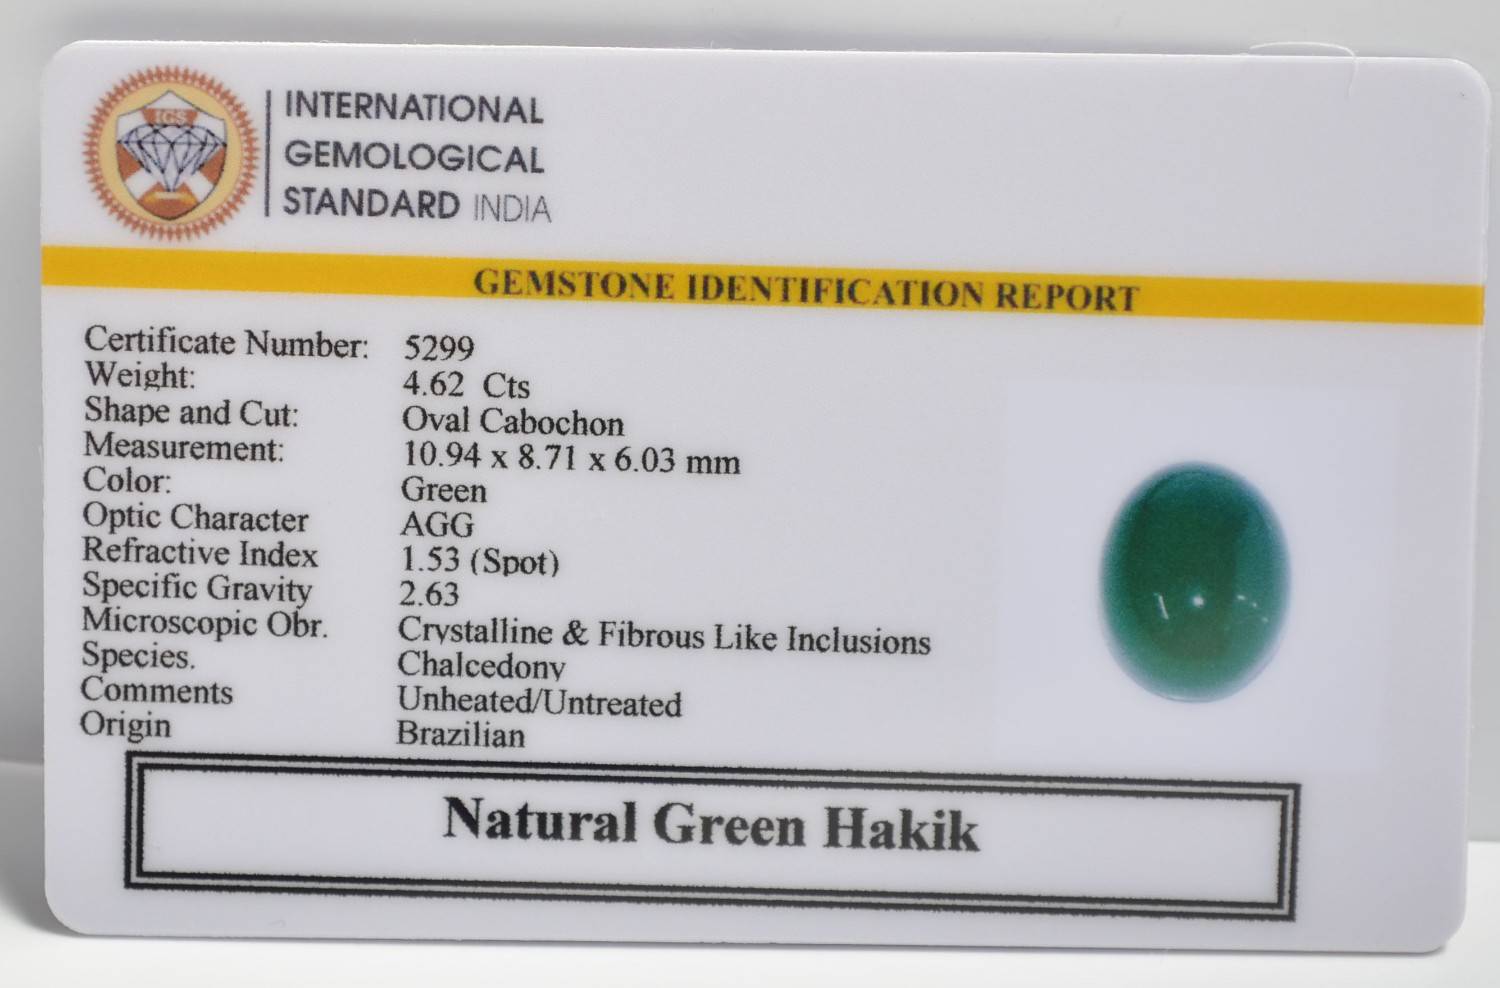 IGS
INTERNATIONAL
GEMOLOGICAL
STANDARD INDIA
GEMSTONE IDENTIFICATION REPORT
Certificate Number: 5299
Weight: 4.62 Cts
Shape and Cut: Oval Cabochon
Measurement: 10.94 x 8.71 x 6.03 mm
Color: Green
Optic Character AGG
Refractive Index 1.53 (Spot)
Specific Gravity 2.63
Microscopic Obr. Crystalline & Fibrous Like Inclusions
Species. Chalcedony
Comments Unheated/Untreated
Origin Brazilian
Natural Green Hakik